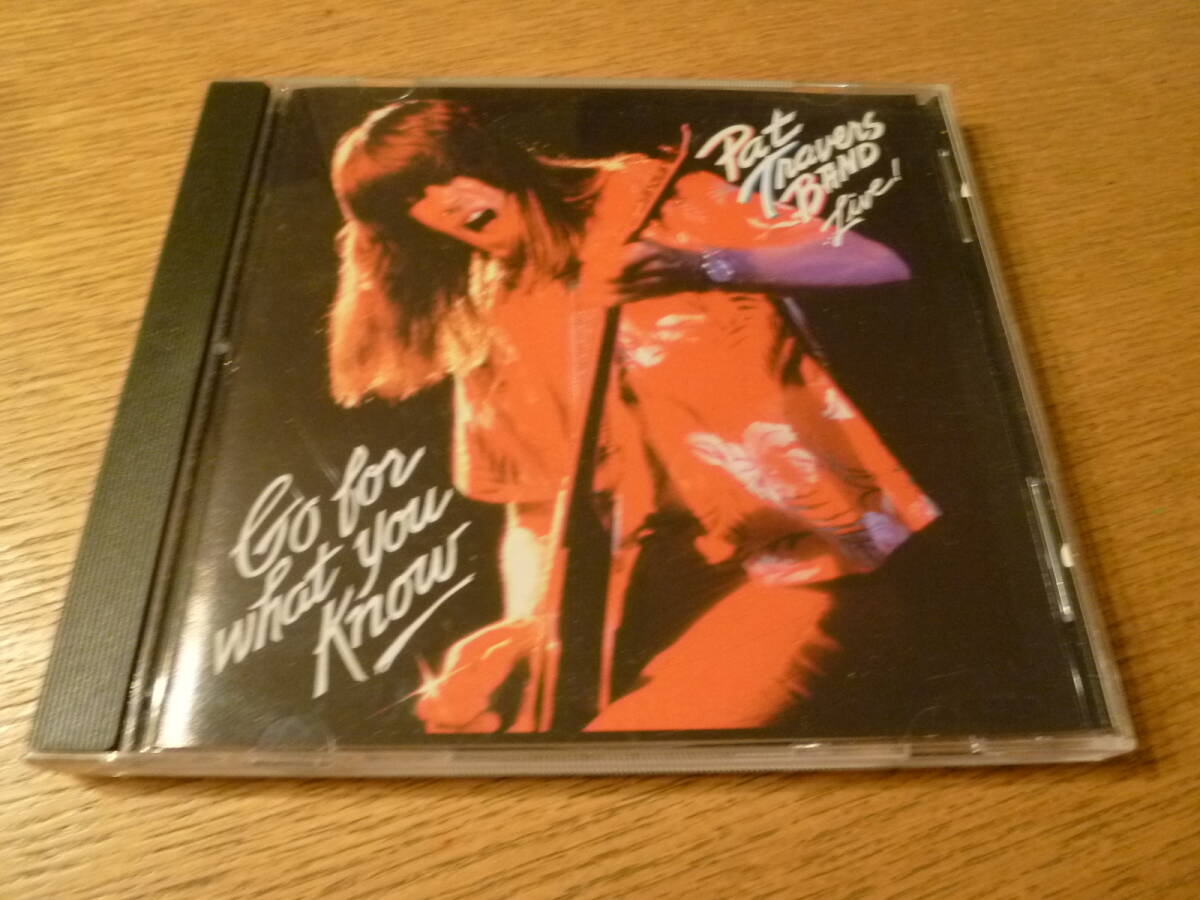 Pat
Travers
BAND
Live!
Go for
what you
Know